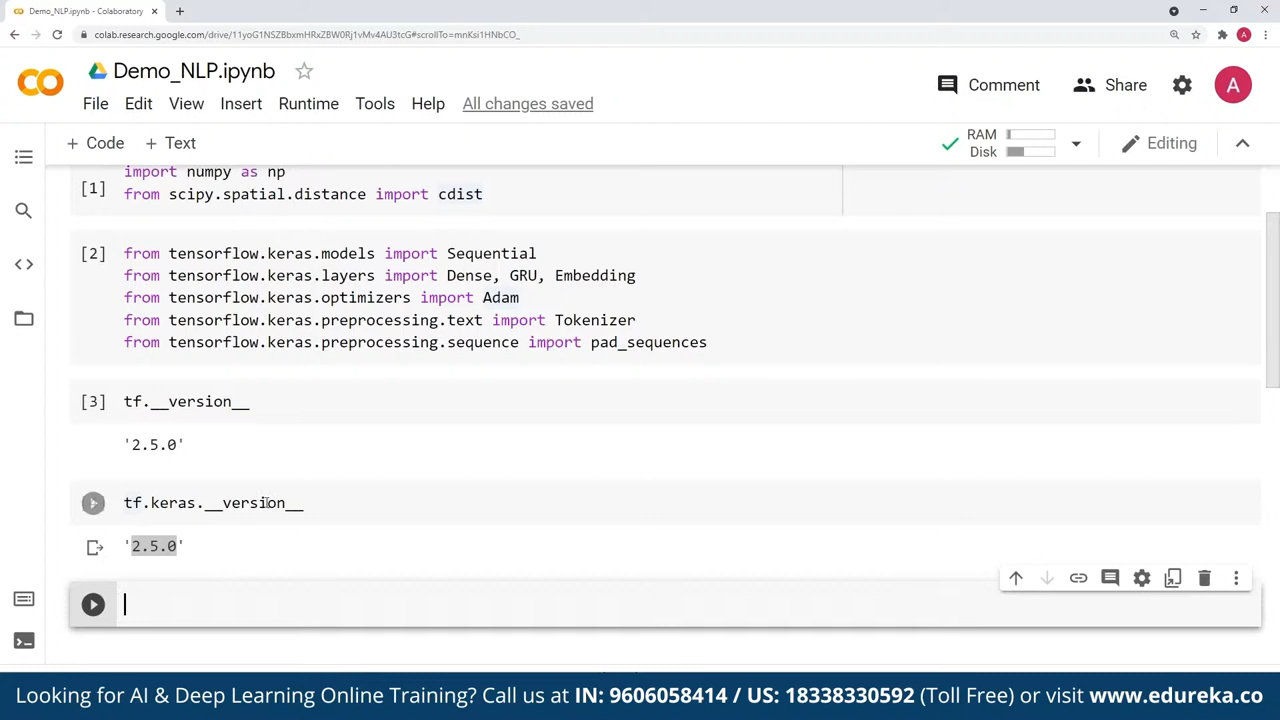 Demo_NLP.ipynb - Colaboratory
colab.research.google.com/drive/11yoG1NSZBbxmHRxZBW0Rj1vMv4AU3tcG#scrollTo=mnKsi1HNbCO_
A
CO
Demo_NLP.ipynb
Comment
Share
A
File Edit View Insert Runtime Tools Help All changes saved
+ Code + Text
RAM
Disk
Editing
import numpy as np
[1] from scipy.spatial.distance import cdist
[2] from tensorflow.keras.models import Sequential
from tensorflow.keras.layers import Dense, GRU, Embedding
from tensorflow.keras.optimizers import Adam
from tensorflow.keras.preprocessing.text import Tokenizer
from tensorflow.keras.preprocessing.sequence import pad_sequences
[3] tf.__version__
'2.5.0'
tf.keras.__version__
'2.5.0'
Looking for AI & Deep Learning Online Training? Call us at IN: 9606058414 / US: 18338330592 (Toll Free) or visit www.edureka.co